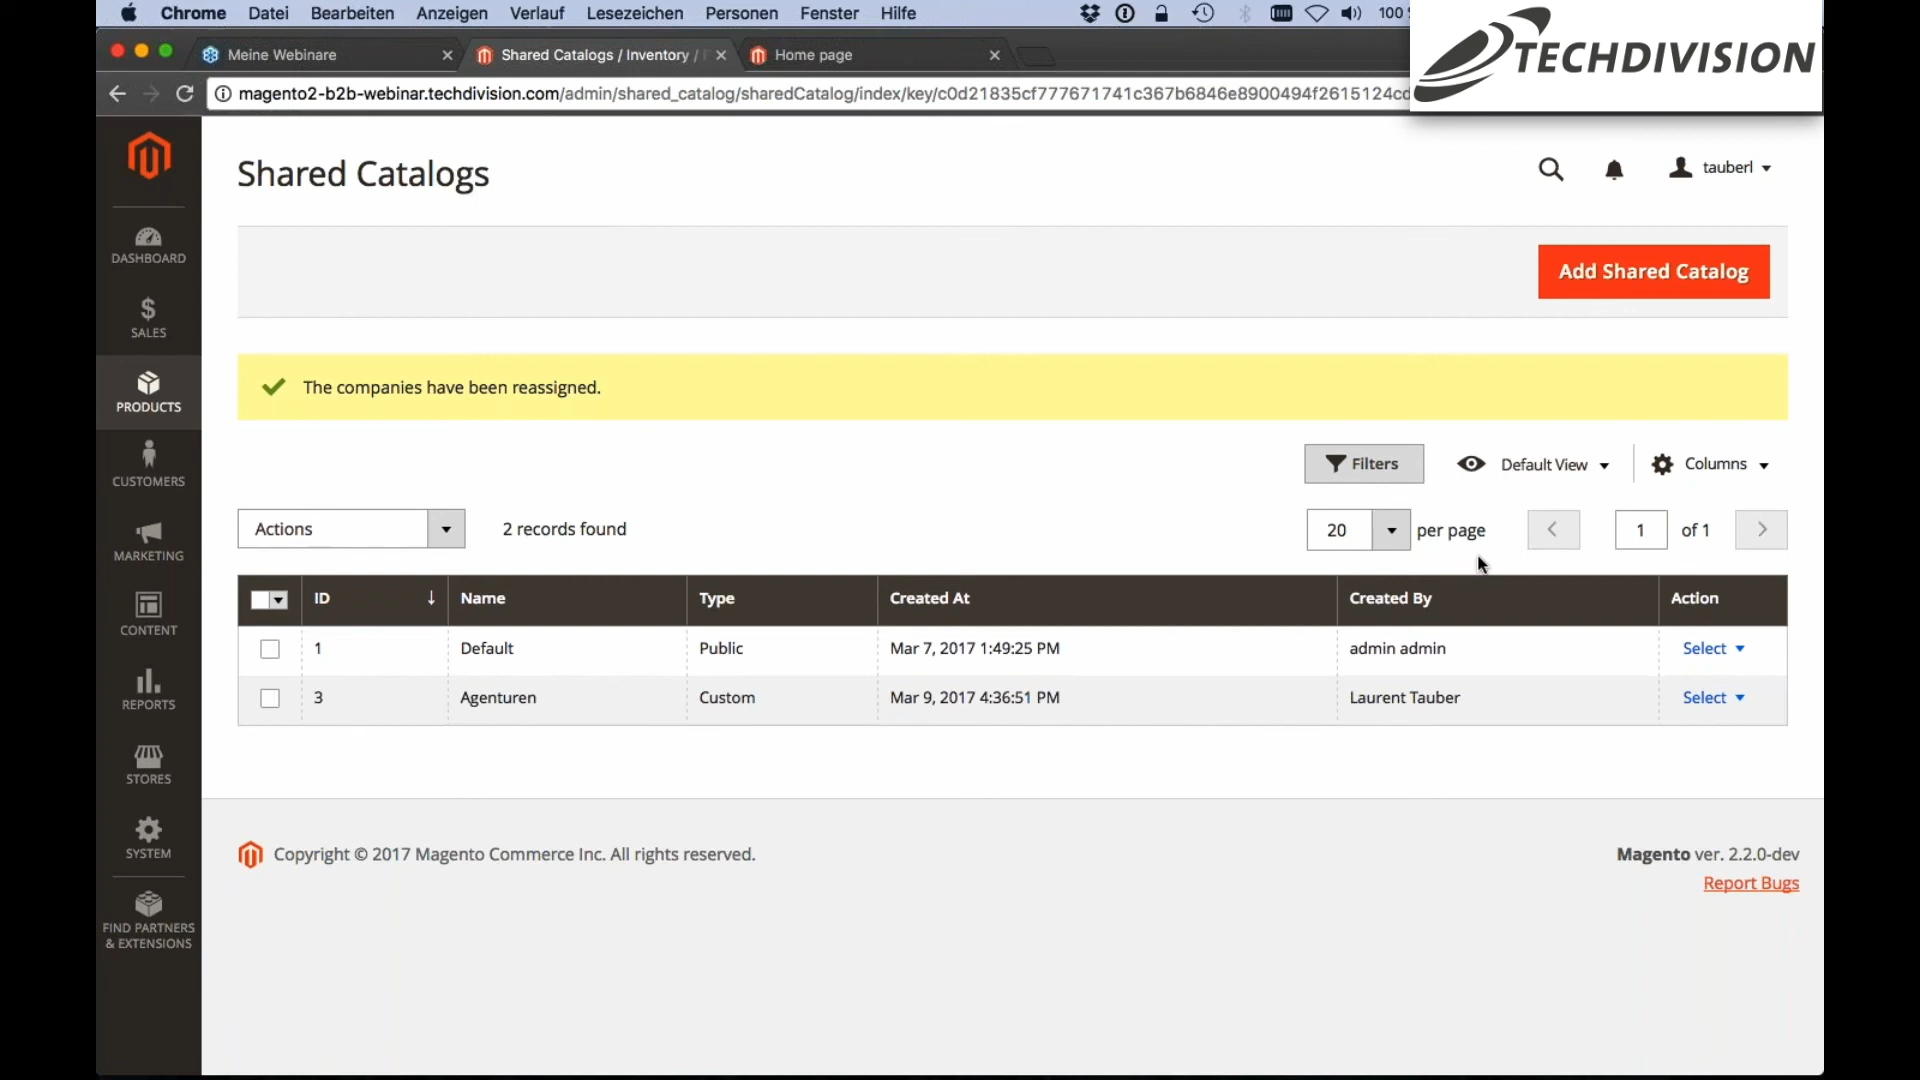 Chrome Datei Bearbeiten Anzeigen Verlauf Lesezeichen Personen Fenster Hilfe 100
TECHDIVISION
Meine Webinare
Shared Catalogs / Inventory /
Home page
magento2-b2b-webinar.techdivision.com/admin/shared_catalog/sharedCatalog/index/key/c0d21835cf777671741c367b6846e8900494f2615124cd
Shared Catalogs
tauberl
DASHBOARD
SALES
PRODUCTS
CUSTOMERS
MARKETING
CONTENT
REPORTS
STORES
SYSTEM
FIND PARTNERS
& EXTENSIONS
Add Shared Catalog
The companies have been reassigned.
Filters Default View Columns
Actions 2 records found 20 per page 1 of 1
ID Name Type Created At Created By Action
1 Default Public Mar 7, 2017 1:49:25 PM admin admin Select
3 Agenturen Custom Mar 9, 2017 4:36:51 PM Laurent Tauber Select
Copyright © 2017 Magento Commerce Inc. All rights reserved.
Magento ver. 2.2.0-dev
Report Bugs